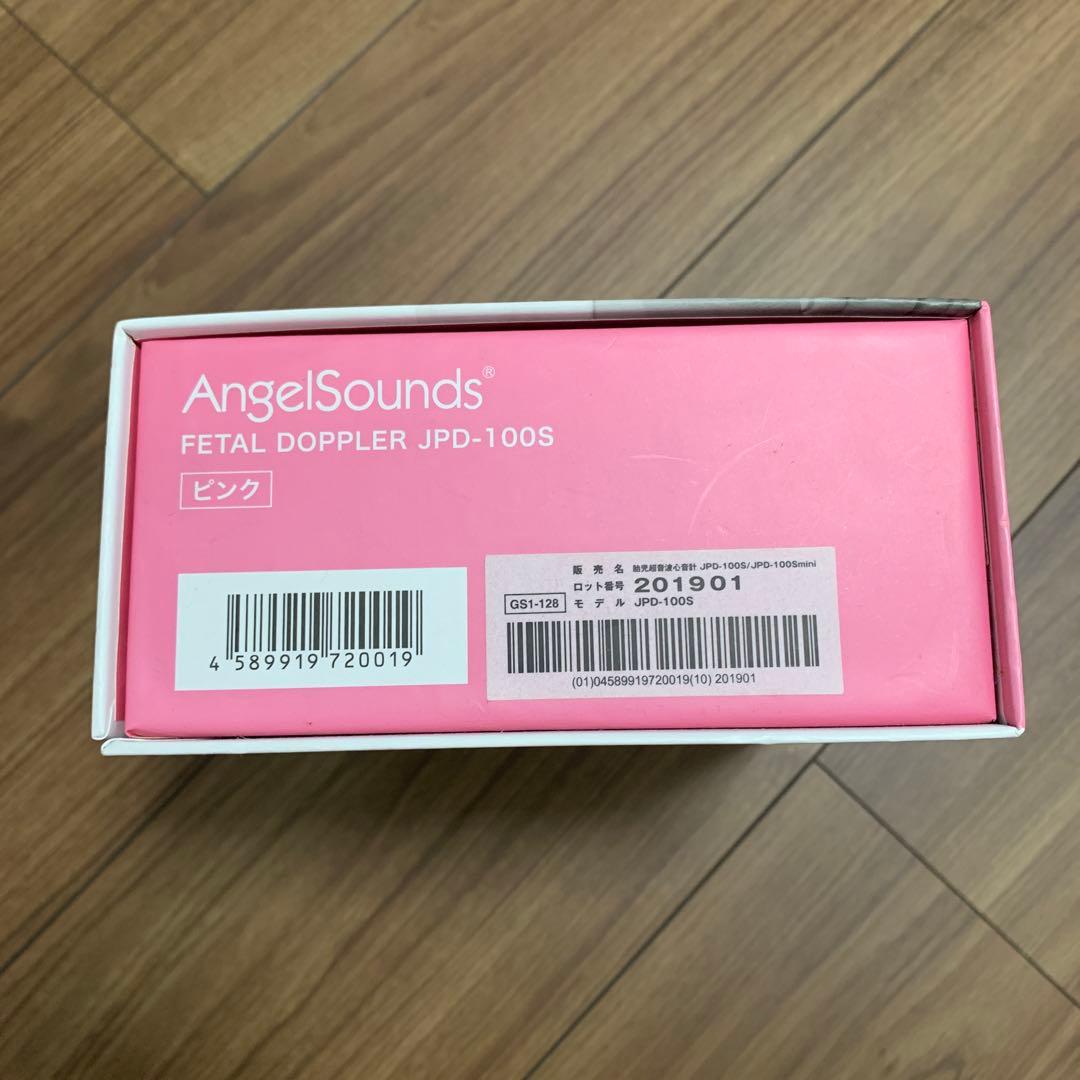 AngelSounds®
FETAL DOPPLER JPD-100S
ピンク
4 589919 720019
販売名 胎児超音波心音計 JPD-100S/JPD-100Smini
ロット番号 201901
GS1-128 モデル JPD-100S
(01)04589919720019(10) 201901